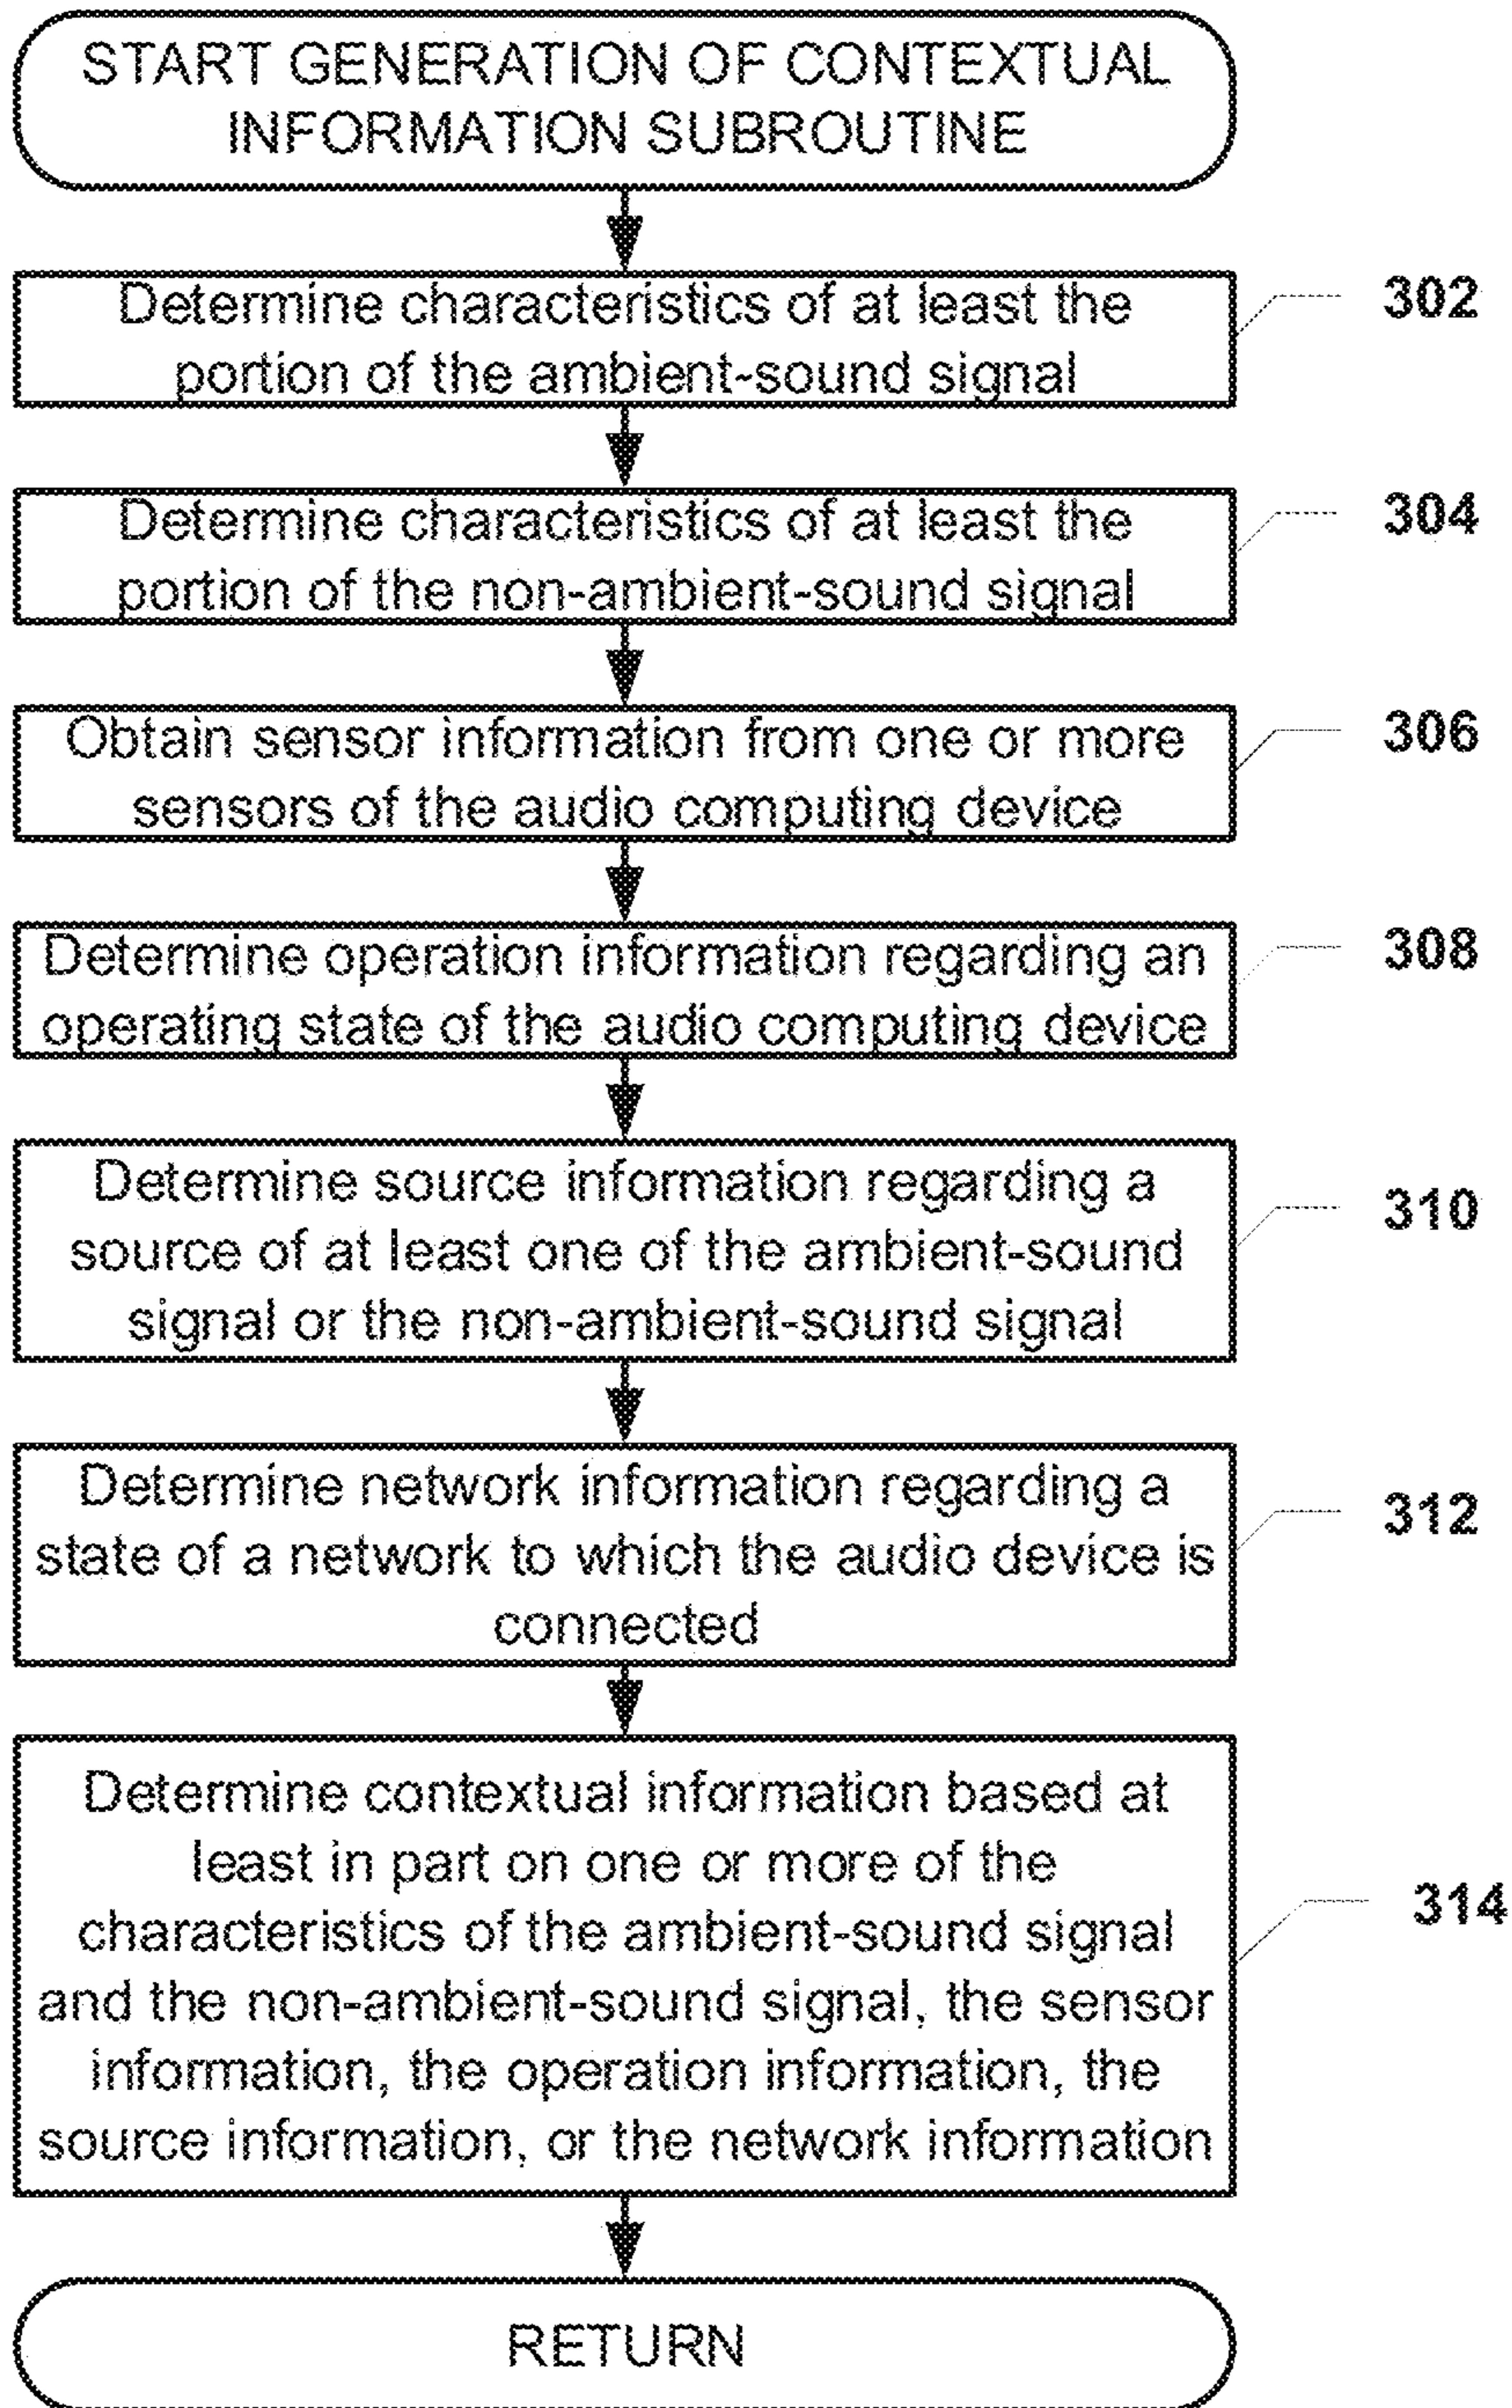 START GENERATION OF CONTEXTUAL
INFORMATION SUBROUTINE
Determine characteristics of at least the
portion of the ambient-sound signal
302
Determine characteristics of at least the
portion of the non-ambient-sound signal
304
Obtain sensor information from one or more
sensors of the audio computing device
306
Determine operation information regarding an
operating state of the audio computing device
308
Determine source information regarding a
source of at least one of the ambient-sound
signal or the non-ambient-sound signal
310
Determine network information regarding a
state of a network to which the audio device is
connected
312
Determine contextual information based at
least in part on one or more of the
characteristics of the ambient-sound signal
and the non-ambient-sound signal, the sensor
information, the operation information, the
source information, or the network information
314
RETURN